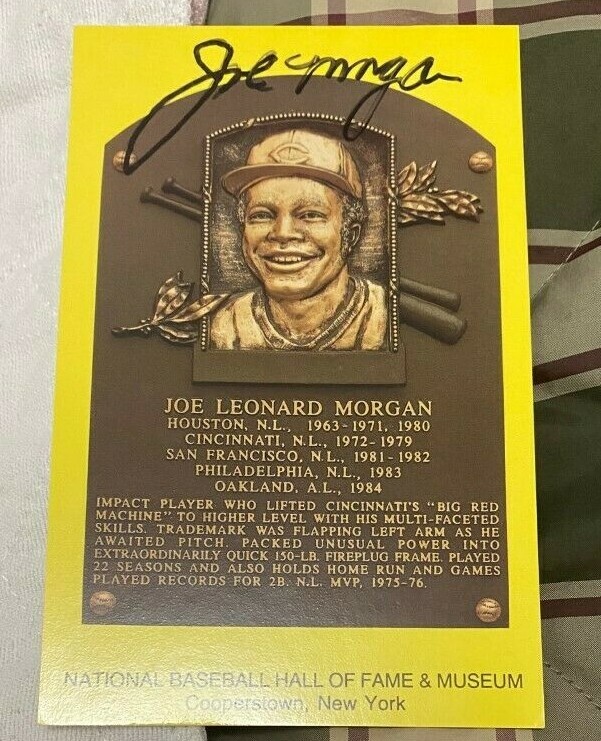 Joe Morgan
C
JOE LEONARD MORGAN
HOUSTON, N.L., 1963-1971, 1980
CINCINNATI, N.L., 1972-1979
SAN FRANCISCO, N.L., 1981-1982
PHILADELPHIA, N.L., 1983
OAKLAND, A.L., 1984
IMPACT PLAYER WHO LIFTED CINCINNATI'S "BIG RED
MACHINE" TO HIGHER LEVEL WITH HIS MULTI-FACETED
SKILLS. TRADEMARK WAS FLAPPING LEFT ARM AS HE
AWAITED PITCH. PACKED UNUSUAL POWER INTO
EXTRAORDINARILY QUICK 150-LB. FIREPLUG FRAME. PLAYED
22 SEASONS AND ALSO HOLDS HOME RUN AND GAMES
PLAYED RECORDS FOR 2B. N.L. MVP, 1975-76.
NATIONAL BASEBALL HALL OF FAME & MUSEUM
Cooperstown, New York